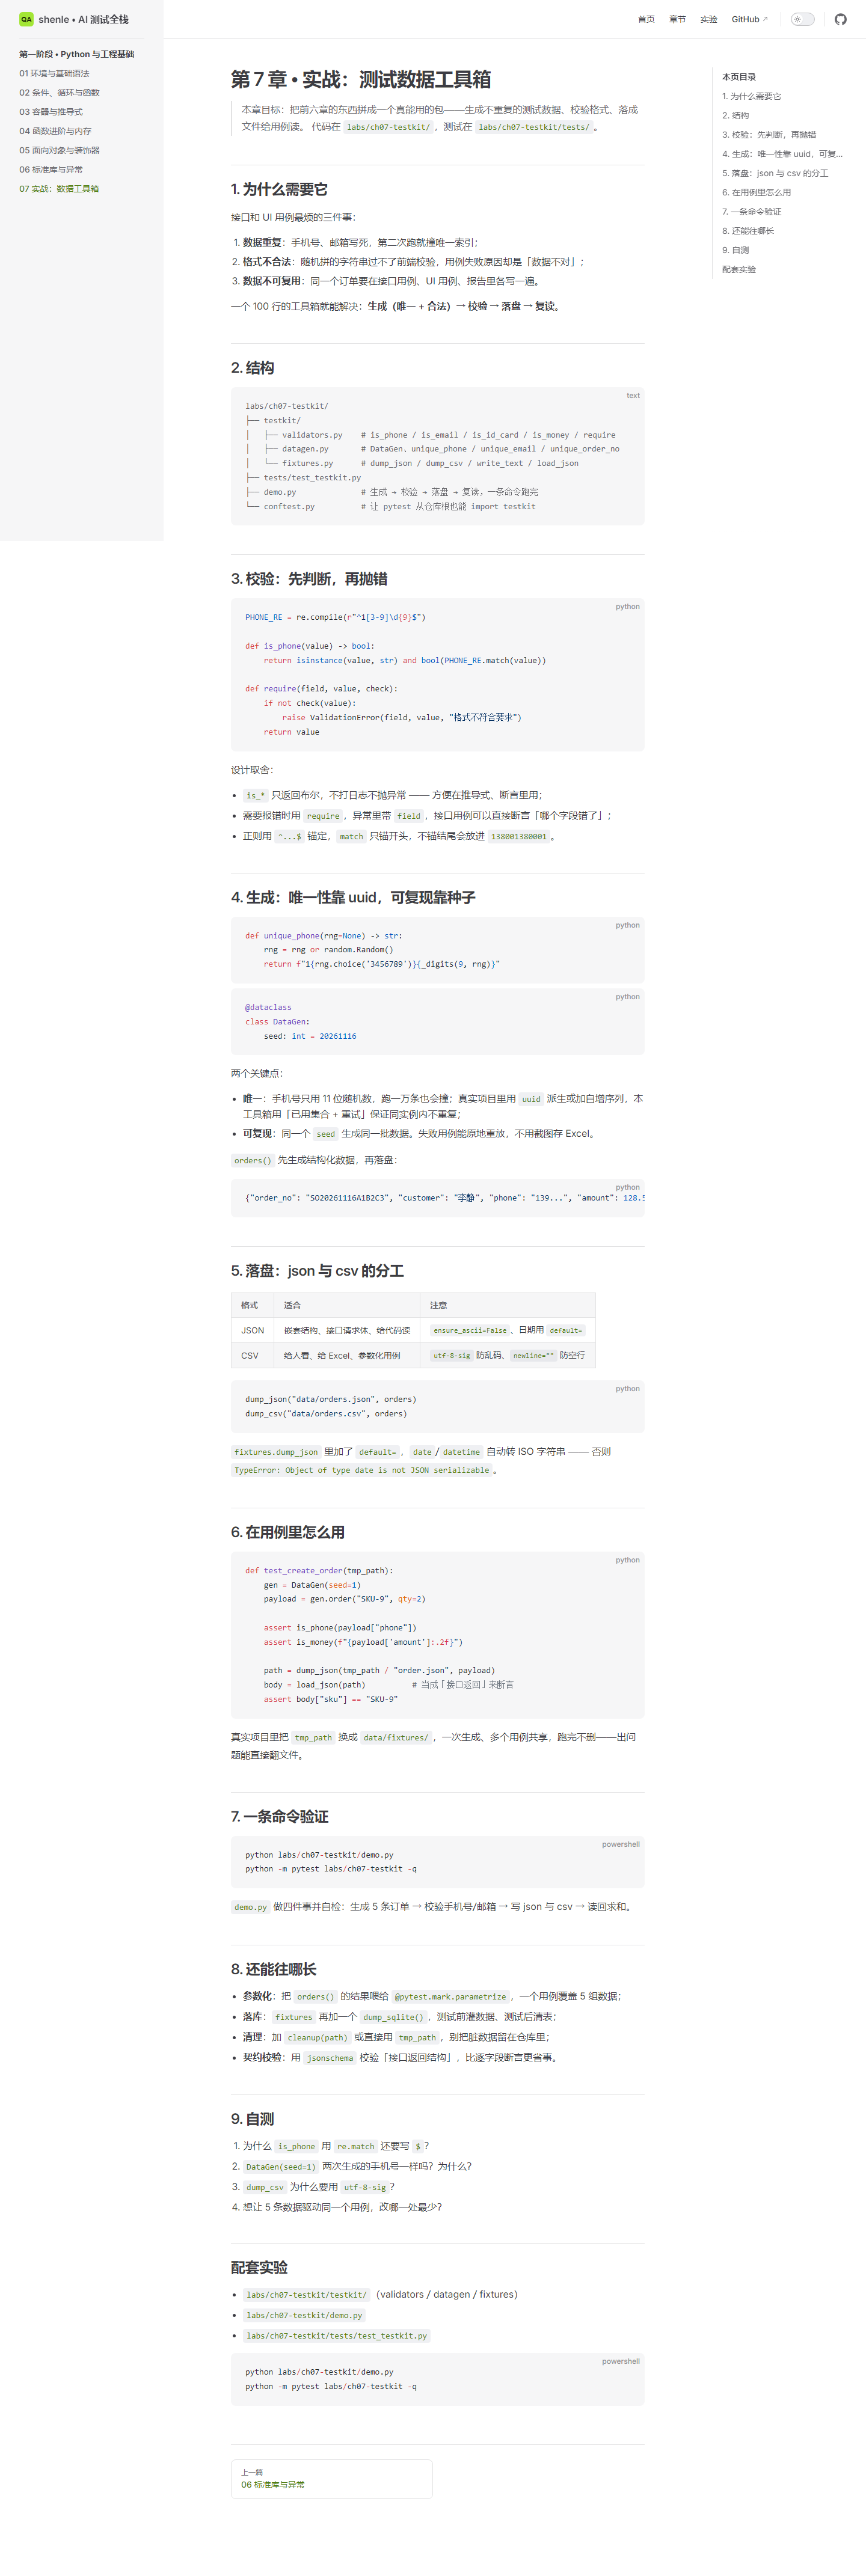 QA shenle • AI 测试全栈
首页 章节 实验 GitHub ↗
第一阶段 • Python 与工程基础
01 环境与基础语法
02 条件、循环与函数
03 容器与推导式
04 函数进阶与内存
05 面向对象与装饰器
06 标准库与异常
07 实战：数据工具箱
第 7 章 • 实战：测试数据工具箱
本章目标：把前六章的东西拼成一个真能用的包——生成不重复的测试数据、校验格式、落成
文件给用例读。 代码在 labs/ch07-testkit/ ，测试在 labs/ch07-testkit/tests/ 。
本页目录
1. 为什么需要它
2. 结构
3. 校验：先判断，再抛错
4. 生成：唯一性靠 uuid，可复...
5. 落盘：json 与 csv 的分工
6. 在用例里怎么用
7. 一条命令验证
8. 还能往哪长
9. 自测
配套实验
1. 为什么需要它
接口和 UI 用例最烦的三件事：
1. 数据重复：手机号、邮箱写死，第二次跑就撞唯一索引；
2. 格式不合法：随机拼的字符串过不了前端校验，用例失败原因却是「数据不对」；
3. 数据不可复用：同一个订单要在接口用例、UI 用例、报告里各写一遍。
一个 100 行的工具箱就能解决：生成（唯一 + 合法）→ 校验 → 落盘 → 复读。
2. 结构
text
labs/ch07-testkit/
├── testkit/
│   ├── validators.py    # is_phone / is_email / is_id_card / is_money / require
│   ├── datagen.py       # DataGen、unique_phone / unique_email / unique_order_no
│   └── fixtures.py      # dump_json / dump_csv / write_text / load_json
├── tests/test_testkit.py
├── demo.py              # 生成 → 校验 → 落盘 → 复读，一条命令跑完
└── conftest.py          # 让 pytest 从仓库根也能 import testkit
3. 校验：先判断，再抛错
python
PHONE_RE = re.compile(r"^1[3-9]\d{9}$")
def is_phone(value) -> bool:
    return isinstance(value, str) and bool(PHONE_RE.match(value))
def require(field, value, check):
    if not check(value):
        raise ValidationError(field, value, "格式不符合要求")
    return value
设计取舍：
• is_* 只返回布尔，不打日志不抛异常 —— 方便在推导式、断言里用；
• 需要报错时用 require ，异常里带 field ，接口用例可以直接断言「哪个字段错了」；
• 正则用 ^...$ 锚定， match 只锚开头，不锚结尾会放进 138001380001 。
4. 生成：唯一性靠 uuid，可复现靠种子
python
def unique_phone(rng=None) -> str:
    rng = rng or random.Random()
    return f"1{rng.choice('3456789')}{_digits(9, rng)}"
python
@dataclass
class DataGen:
    seed: int = 20261116
两个关键点：
• 唯一：手机号只用 11 位随机数，跑一万条也会撞；真实项目里用 uuid 派生或加自增序列，本
工具箱用「已用集合 + 重试」保证同实例内不重复；
• 可复现：同一个 seed 生成同一批数据。失败用例能原地重放，不用截图存 Excel。
orders() 先生成结构化数据，再落盘：
python
{"order_no": "SO20261116A1B2C3", "customer": "李静", "phone": "139...", "amount": 128.5
5. 落盘：json 与 csv 的分工
格式 适合 注意
JSON 嵌套结构、接口请求体、给代码读 ensure_ascii=False 、日期用 default=
CSV 给人看、给 Excel、参数化用例 utf-8-sig 防乱码、 newline="" 防空行
python
dump_json("data/orders.json", orders)
dump_csv("data/orders.csv", orders)
fixtures.dump_json 里加了 default= ， date / datetime 自动转 ISO 字符串 —— 否则
TypeError: Object of type date is not JSON serializable 。
6. 在用例里怎么用
python
def test_create_order(tmp_path):
    gen = DataGen(seed=1)
    payload = gen.order("SKU-9", qty=2)
    assert is_phone(payload["phone"])
    assert is_money(f"{payload['amount']:.2f}")
    path = dump_json(tmp_path / "order.json", payload)
    body = load_json(path)          # 当成「接口返回」来断言
    assert body["sku"] == "SKU-9"
真实项目里把 tmp_path 换成 data/fixtures/ ，一次生成、多个用例共享，跑完不删——出问
题能直接翻文件。
7. 一条命令验证
powershell
python labs/ch07-testkit/demo.py
python -m pytest labs/ch07-testkit -q
demo.py 做四件事并自检：生成 5 条订单 → 校验手机号/邮箱 → 写 json 与 csv → 读回求和。
8. 还能往哪长
• 参数化：把 orders() 的结果喂给 @pytest.mark.parametrize ，一个用例覆盖 5 组数据；
• 落库： fixtures 再加一个 dump_sqlite() ，测试前灌数据、测试后清表；
• 清理：加 cleanup(path) 或直接用 tmp_path ，别把脏数据留在仓库里；
• 契约校验：用 jsonschema 校验「接口返回结构」，比逐字段断言更省事。
9. 自测
1. 为什么 is_phone 用 re.match 还要写 $ ？
2. DataGen(seed=1) 两次生成的手机号一样吗？为什么？
3. dump_csv 为什么要用 utf-8-sig ？
4. 想让 5 条数据驱动同一个用例，改哪一处最少？
配套实验
• labs/ch07-testkit/testkit/ （validators / datagen / fixtures）
• labs/ch07-testkit/demo.py
• labs/ch07-testkit/tests/test_testkit.py
powershell
python labs/ch07-testkit/demo.py
python -m pytest labs/ch07-testkit -q
上一篇
06 标准库与异常